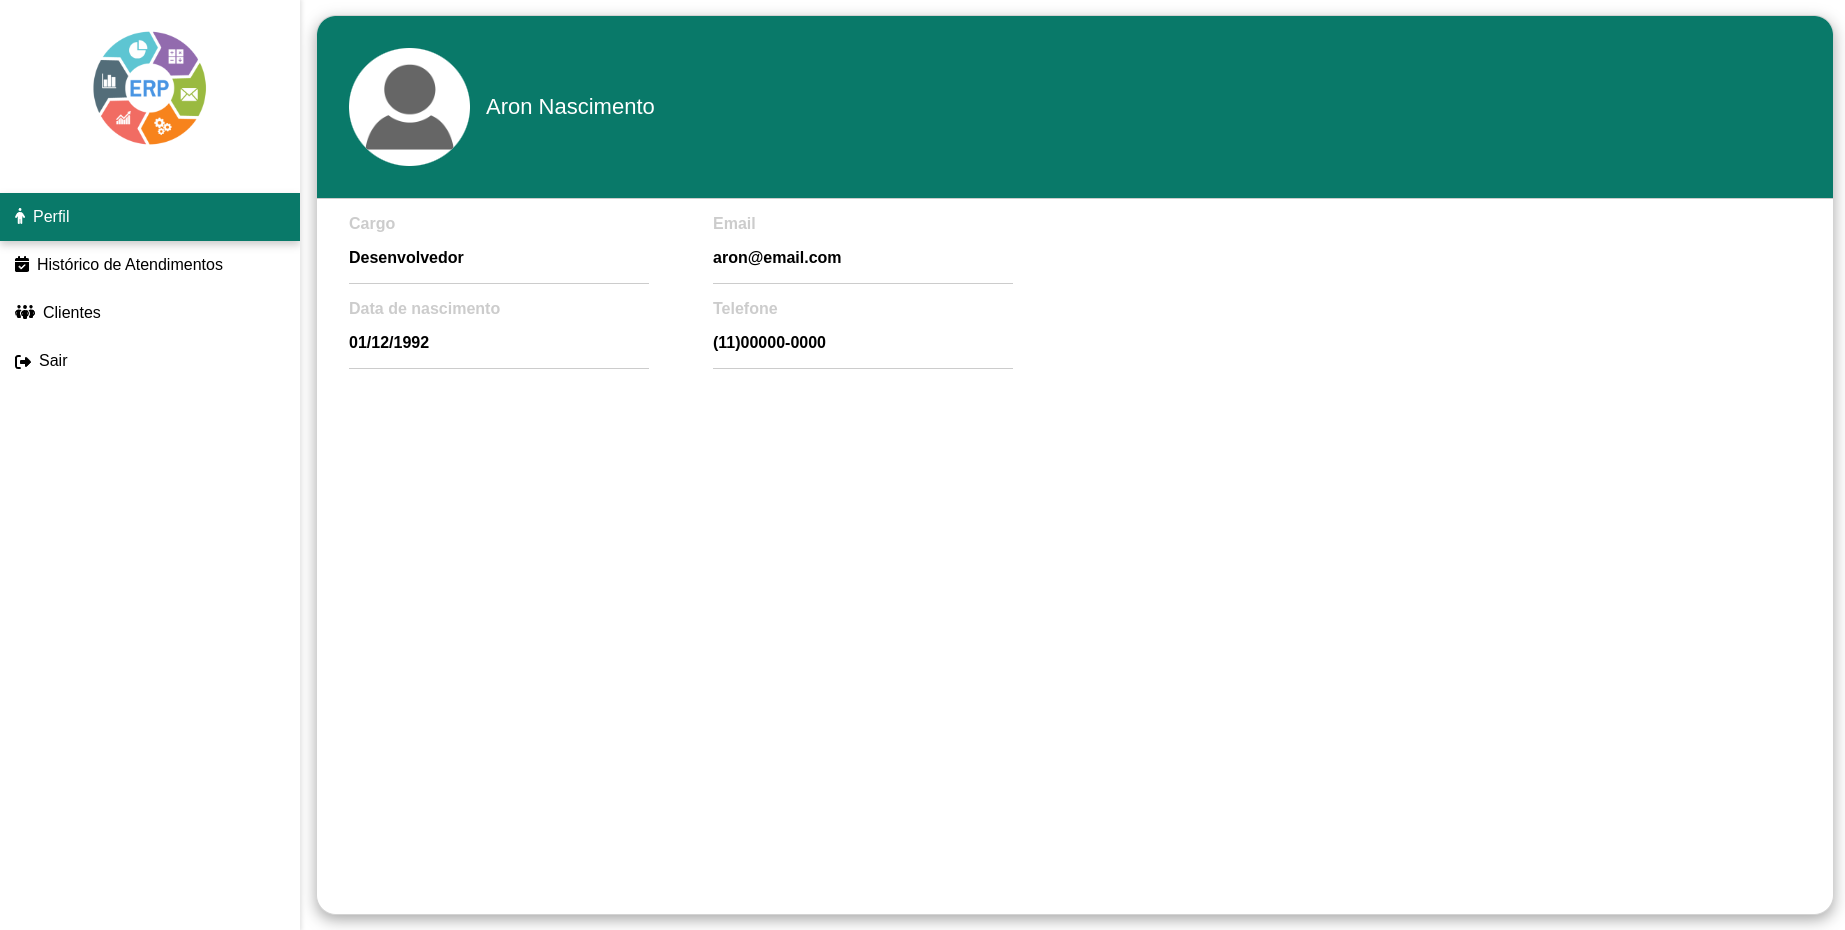 ERP
Perfil
Histórico de Atendimentos
Clientes
Sair
Aron Nascimento
Cargo
Desenvolvedor
Email
aron@email.com
Data de nascimento
01/12/1992
Telefone
(11)00000-0000